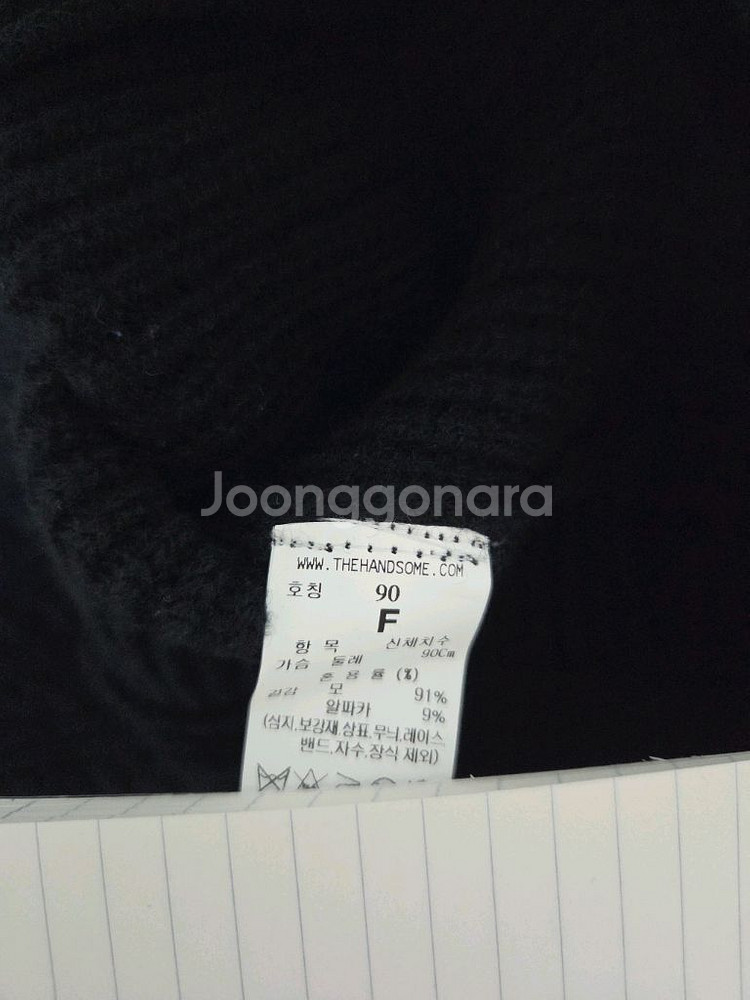 Joonggonara
WWW.THEHANDSOME.COM
호칭 90
F
항 목 신체치수
가슴 둘레 90Cm
혼 용 률 (%)
겉감 모 91%
알파카 9%
(심지.보강재.상표.무늬.레이스
밴드.자수.장식 제외)